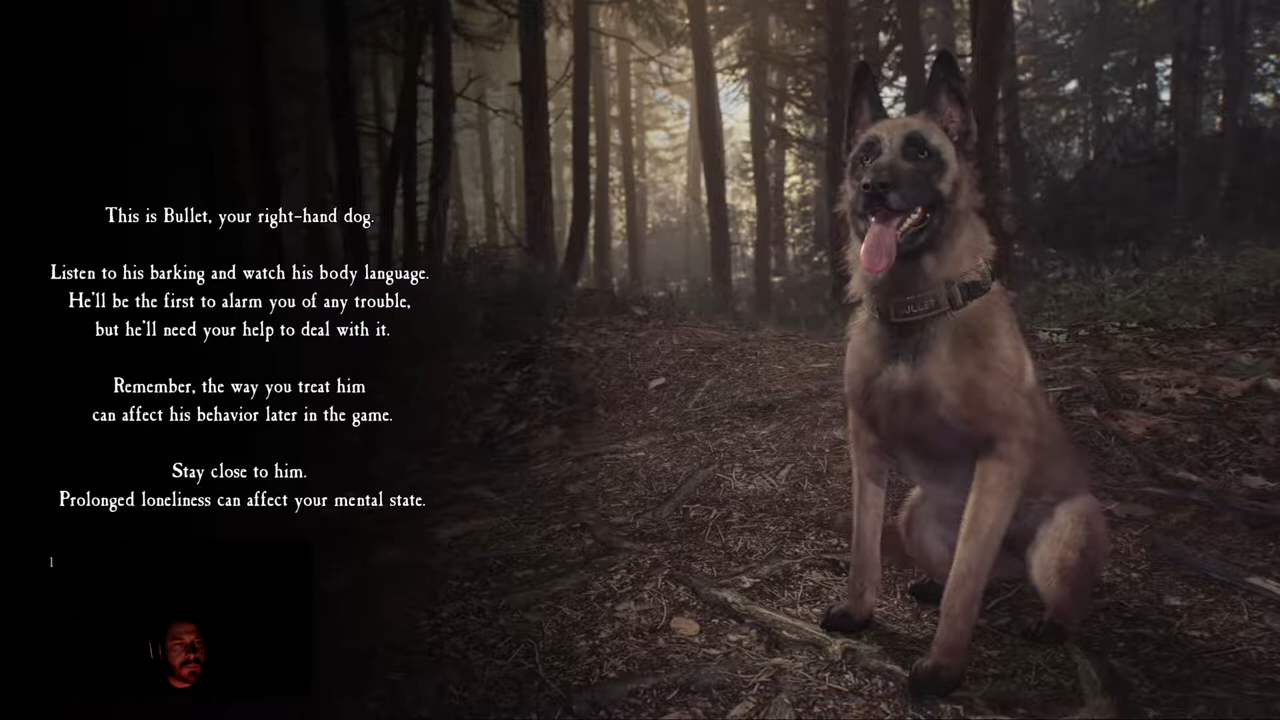 This is Bullet, your right-hand dog.
Listen to his barking and watch his body language.
He'll be the first to alarm you of any trouble,
but he'll need your help to deal with it.
Remember, the way you treat him
can affect his behavior later in the game.
Stay close to him.
Prolonged loneliness can affect your mental state.
BULLET